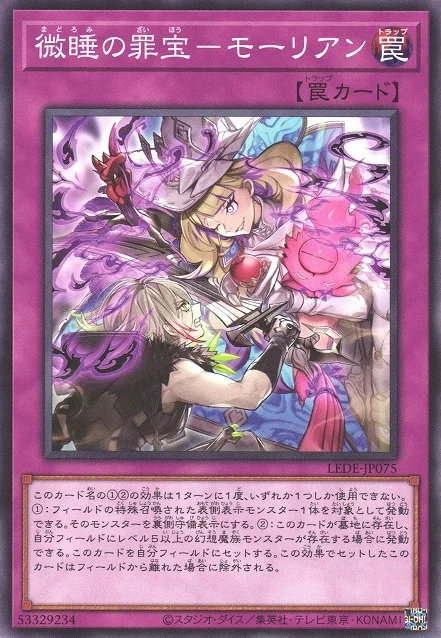 微睡の罪宝－モーリアン
まどろみ ざいほう
罠
トラップ
【罠カード】
トラップ
LEDE-JP075
このカード名の①②の効果は1ターンに1度、いずれか1つしか使用できない。
①：フィールドの特殊召喚された表側表示モンスター1体を対象として発動
できる。そのモンスターを裏側守備表示にする。②：このカードが墓地に存在し、
自分フィールドにレベル5以上の幻想魔族モンスターが存在する場合に発動
できる。このカードを自分フィールドにセットする。この効果でセットしたこの
カードはフィールドから離れた場合に除外される。
53329234
©スタジオ・ダイス／集英社・テレビ東京・KONAMI